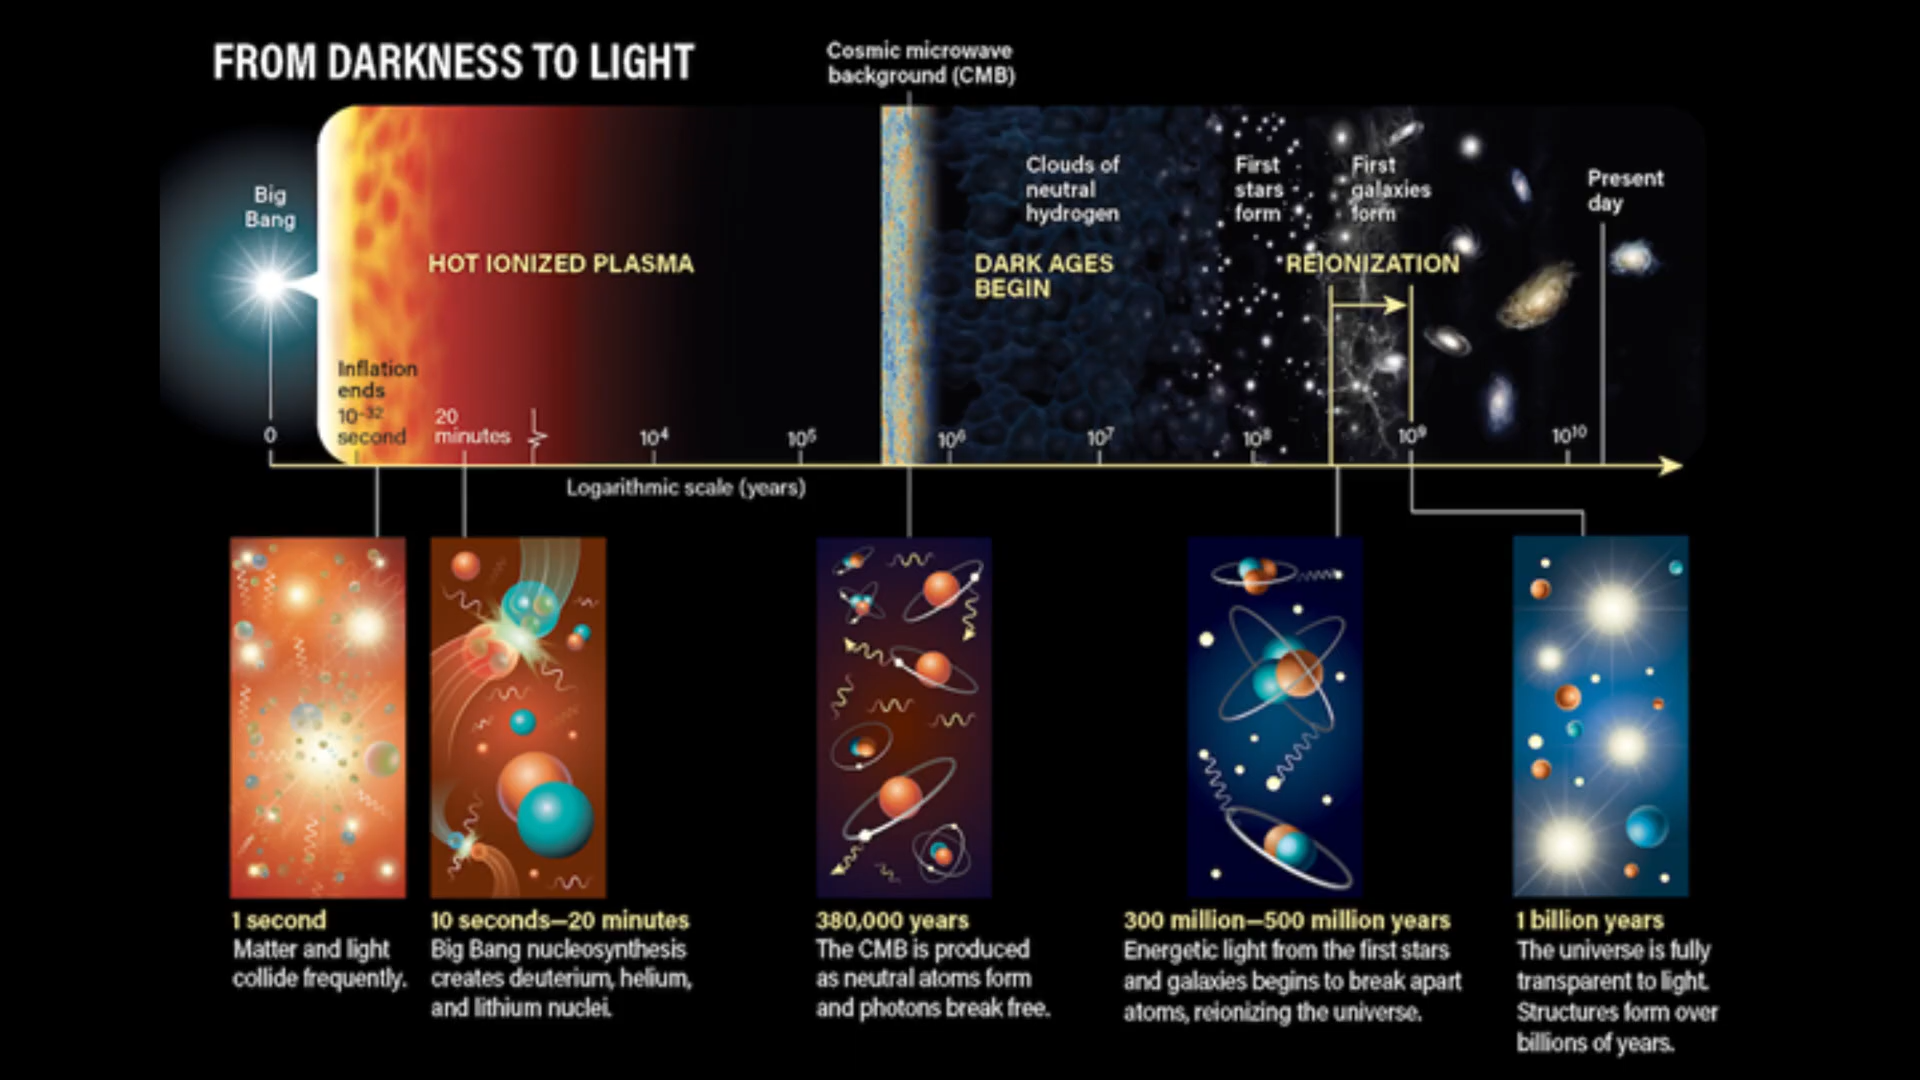 FROM DARKNESS TO LIGHT
Cosmic microwave
background (CMB)
Big
Bang
HOT IONIZED PLASMA
Clouds of
neutral
hydrogen
DARK AGES
BEGIN
First
stars
form
First
galaxies
form
REIONIZATION
Present
day
Inflation
ends
10⁻³²
second
20
minutes
0
10⁴
10⁵
10⁶
10⁷
10⁸
10⁹
10¹⁰
Logarithmic scale (years)
1 second
Matter and light
collide frequently.
10 seconds—20 minutes
Big Bang nucleosynthesis
creates deuterium, helium,
and lithium nuclei.
380,000 years
The CMB is produced
as neutral atoms form
and photons break free.
300 million—500 million years
Energetic light from the first stars
and galaxies begins to break apart
atoms, reionizing the universe.
1 billion years
The universe is fully
transparent to light.
Structures form over
billions of years.